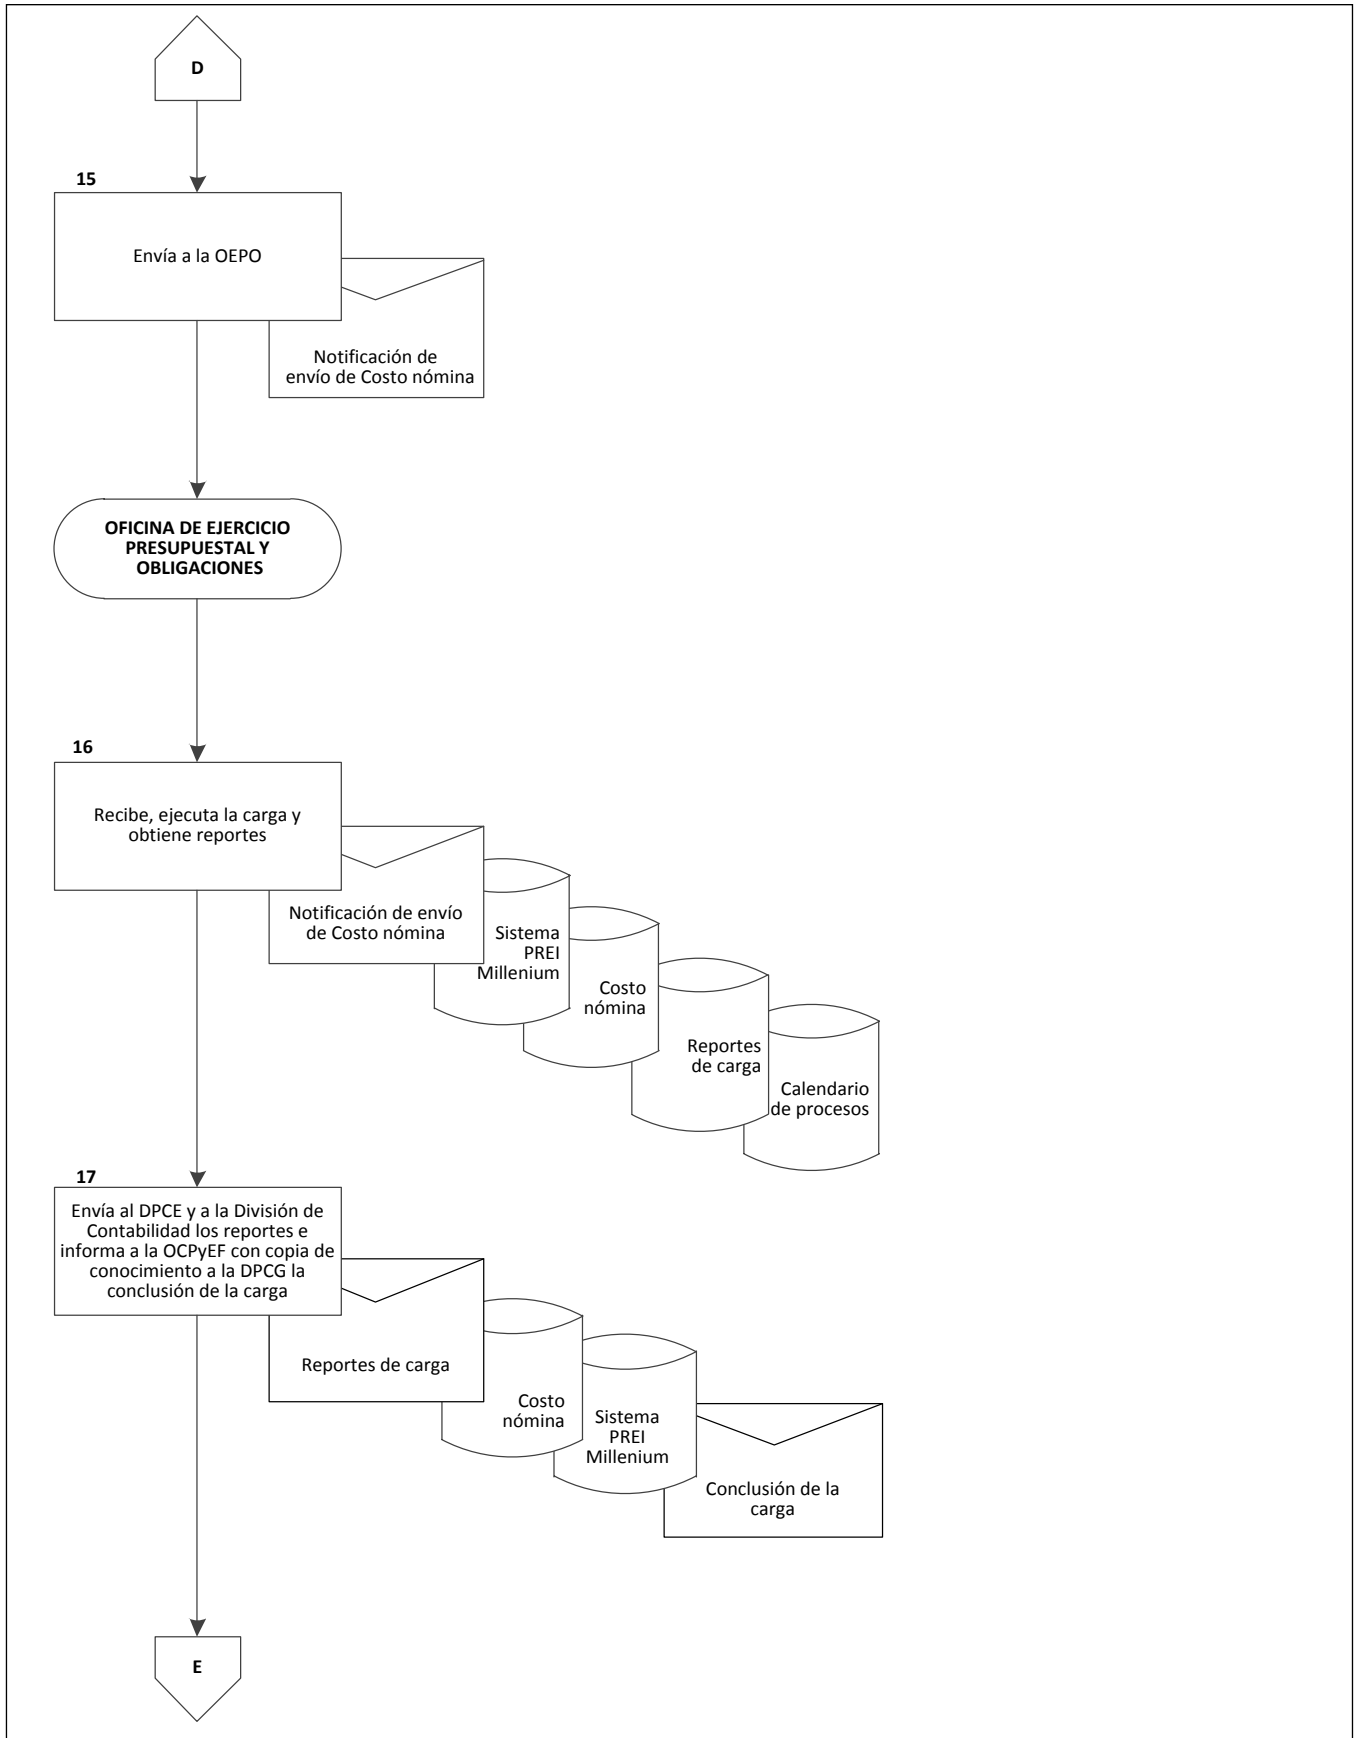 D
15
Envía a la OEPO
Notificación de
envío de Costo nómina
OFICINA DE EJERCICIO
PRESUPUESTAL Y
OBLIGACIONES
16
Recibe, ejecuta la carga y
obtiene reportes
Notificación de envío
de Costo nómina
Sistema
PREI
Millenium
Costo
nómina
Reportes
de carga
Calendario
de procesos
17
Envía al DPCE y a la División de
Contabilidad los reportes e
informa a la OCPyEF con copia de
conocimiento a la DPCG la
conclusión de la carga
Reportes de carga
Costo
nómina
Sistema
PREI
Millenium
Conclusión de la
carga
E